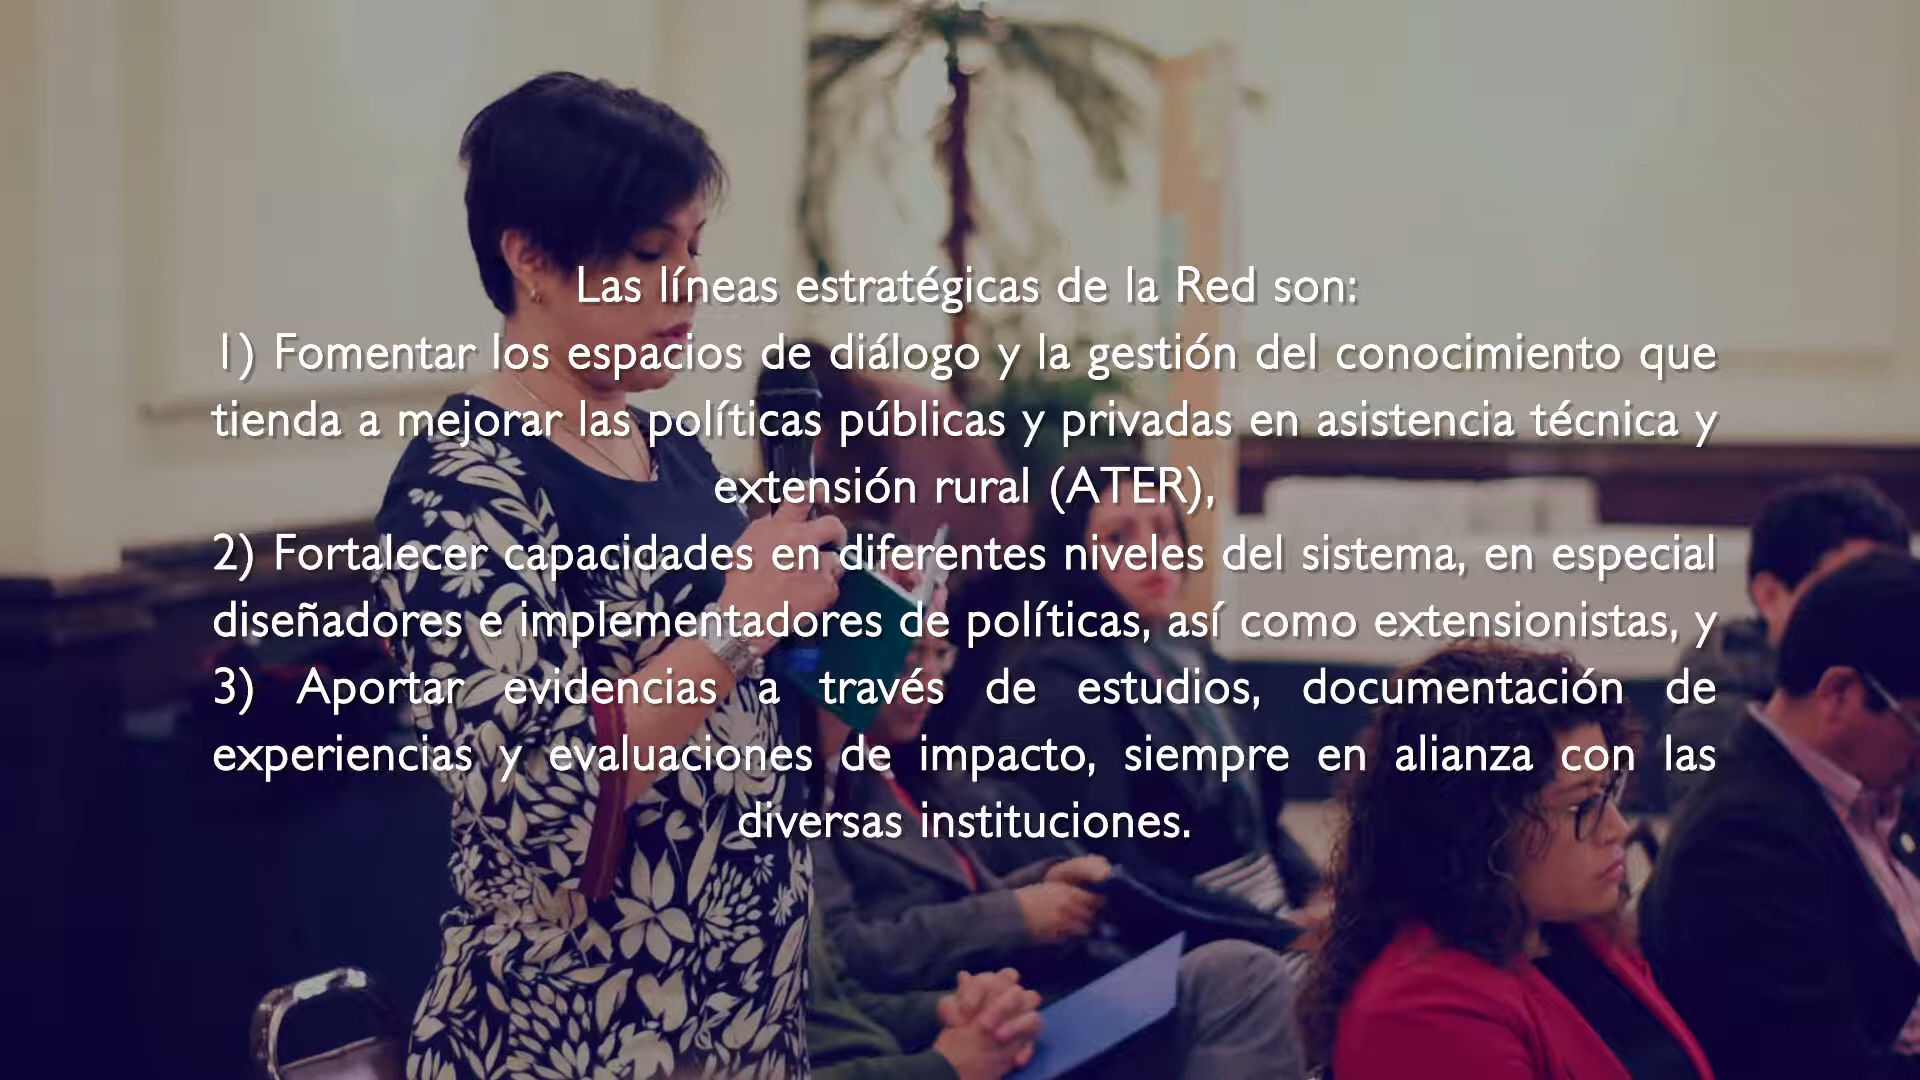 Las líneas estratégicas de la Red son:
1) Fomentar los espacios de diálogo y la gestión del conocimiento que
tienda a mejorar las políticas públicas y privadas en asistencia técnica y
extensión rural (ATER),
2) Fortalecer capacidades en diferentes niveles del sistema, en especial
diseñadores e implementadores de políticas, así como extensionistas, y
3) Aportar evidencias a través de estudios, documentación de
experiencias y evaluaciones de impacto, siempre en alianza con las
diversas instituciones.